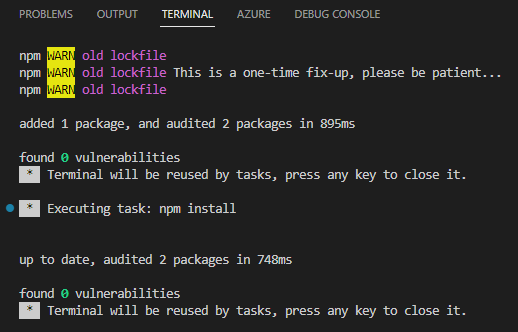 PROBLEMS OUTPUT TERMINAL AZURE DEBUG CONSOLE
npm WARN old lockfile
npm WARN old lockfile This is a one-time fix-up, please be patient...
npm WARN old lockfile
added 1 package, and audited 2 packages in 895ms
found 0 vulnerabilities
* Terminal will be reused by tasks, press any key to close it.
* Executing task: npm install
up to date, audited 2 packages in 748ms
found 0 vulnerabilities
* Terminal will be reused by tasks, press any key to close it.